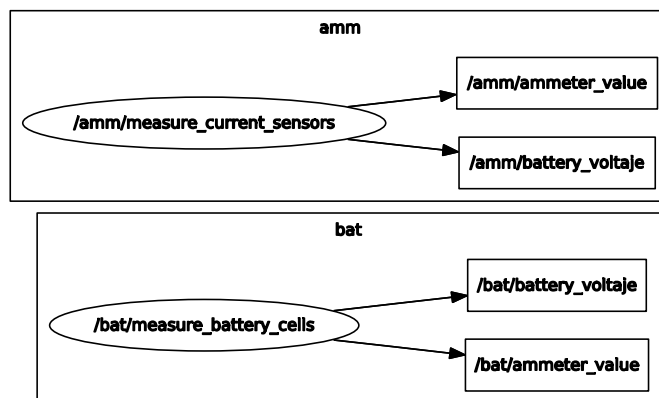 amm
/amm/measure_current_sensors
/amm/ammeter_value
/amm/battery_voltaje
bat
/bat/measure_battery_cells
/bat/battery_voltaje
/bat/ammeter_value